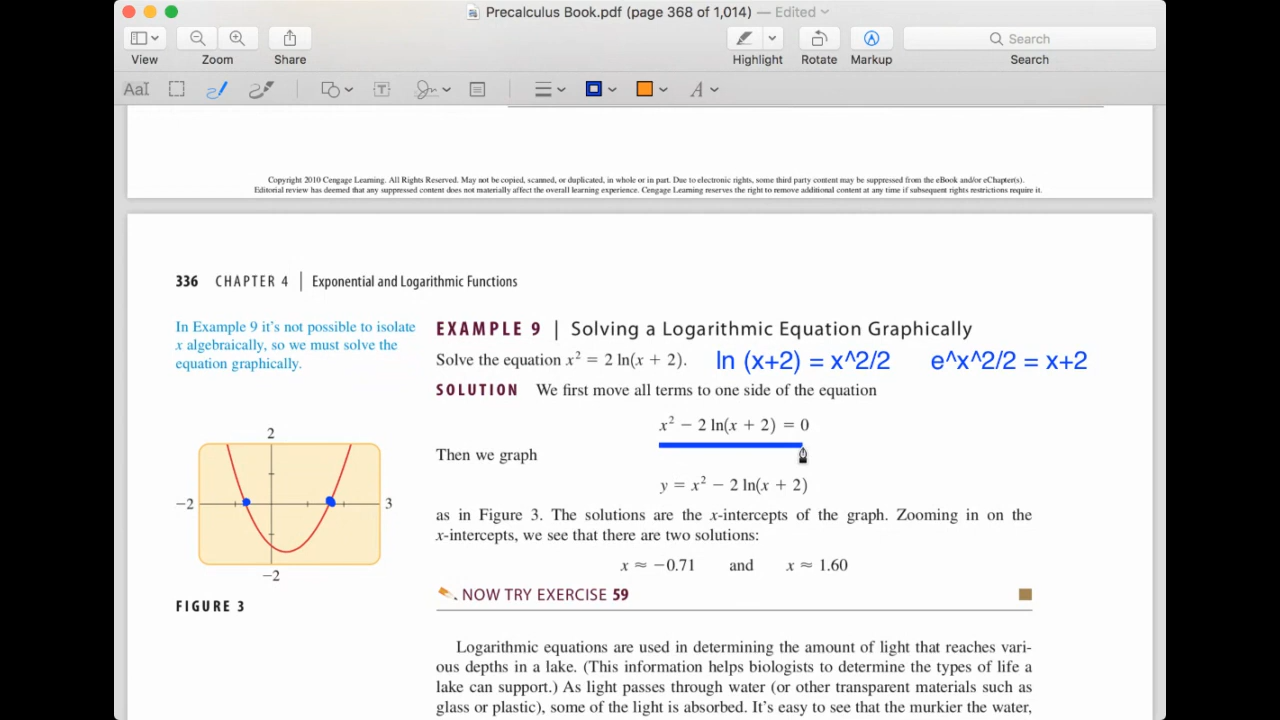 Precalculus Book.pdf (page 368 of 1,014) — Edited
View
Zoom
Share
Highlight
Rotate
Markup
Search
Search
AaI
T
A
Copyright 2010 Cengage Learning. All Rights Reserved. May not be copied, scanned, or duplicated, in whole or in part. Due to electronic rights, some third party content may be suppressed from the eBook and/or eChapter(s).
Editorial review has deemed that any suppressed content does not materially affect the overall learning experience. Cengage Learning reserves the right to remove additional content at any time if subsequent rights restrictions require it.
336 CHAPTER 4 | Exponential and Logarithmic Functions
In Example 9 it's not possible to isolate
x algebraically, so we must solve the
equation graphically.
2
−2
3
−2
FIGURE 3
EXAMPLE 9 | Solving a Logarithmic Equation Graphically
Solve the equation x² = 2 ln(x + 2). ln (x+2) = x^2/2 e^x^2/2 = x+2
SOLUTION We first move all terms to one side of the equation
x² − 2 ln(x + 2) = 0
Then we graph
y = x² − 2 ln(x + 2)
as in Figure 3. The solutions are the x-intercepts of the graph. Zooming in on the
x-intercepts, we see that there are two solutions:
x ≈ −0.71 and x ≈ 1.60
NOW TRY EXERCISE 59
Logarithmic equations are used in determining the amount of light that reaches vari-
ous depths in a lake. (This information helps biologists to determine the types of life a
lake can support.) As light passes through water (or other transparent materials such as
glass or plastic), some of the light is absorbed. It's easy to see that the murkier the water,